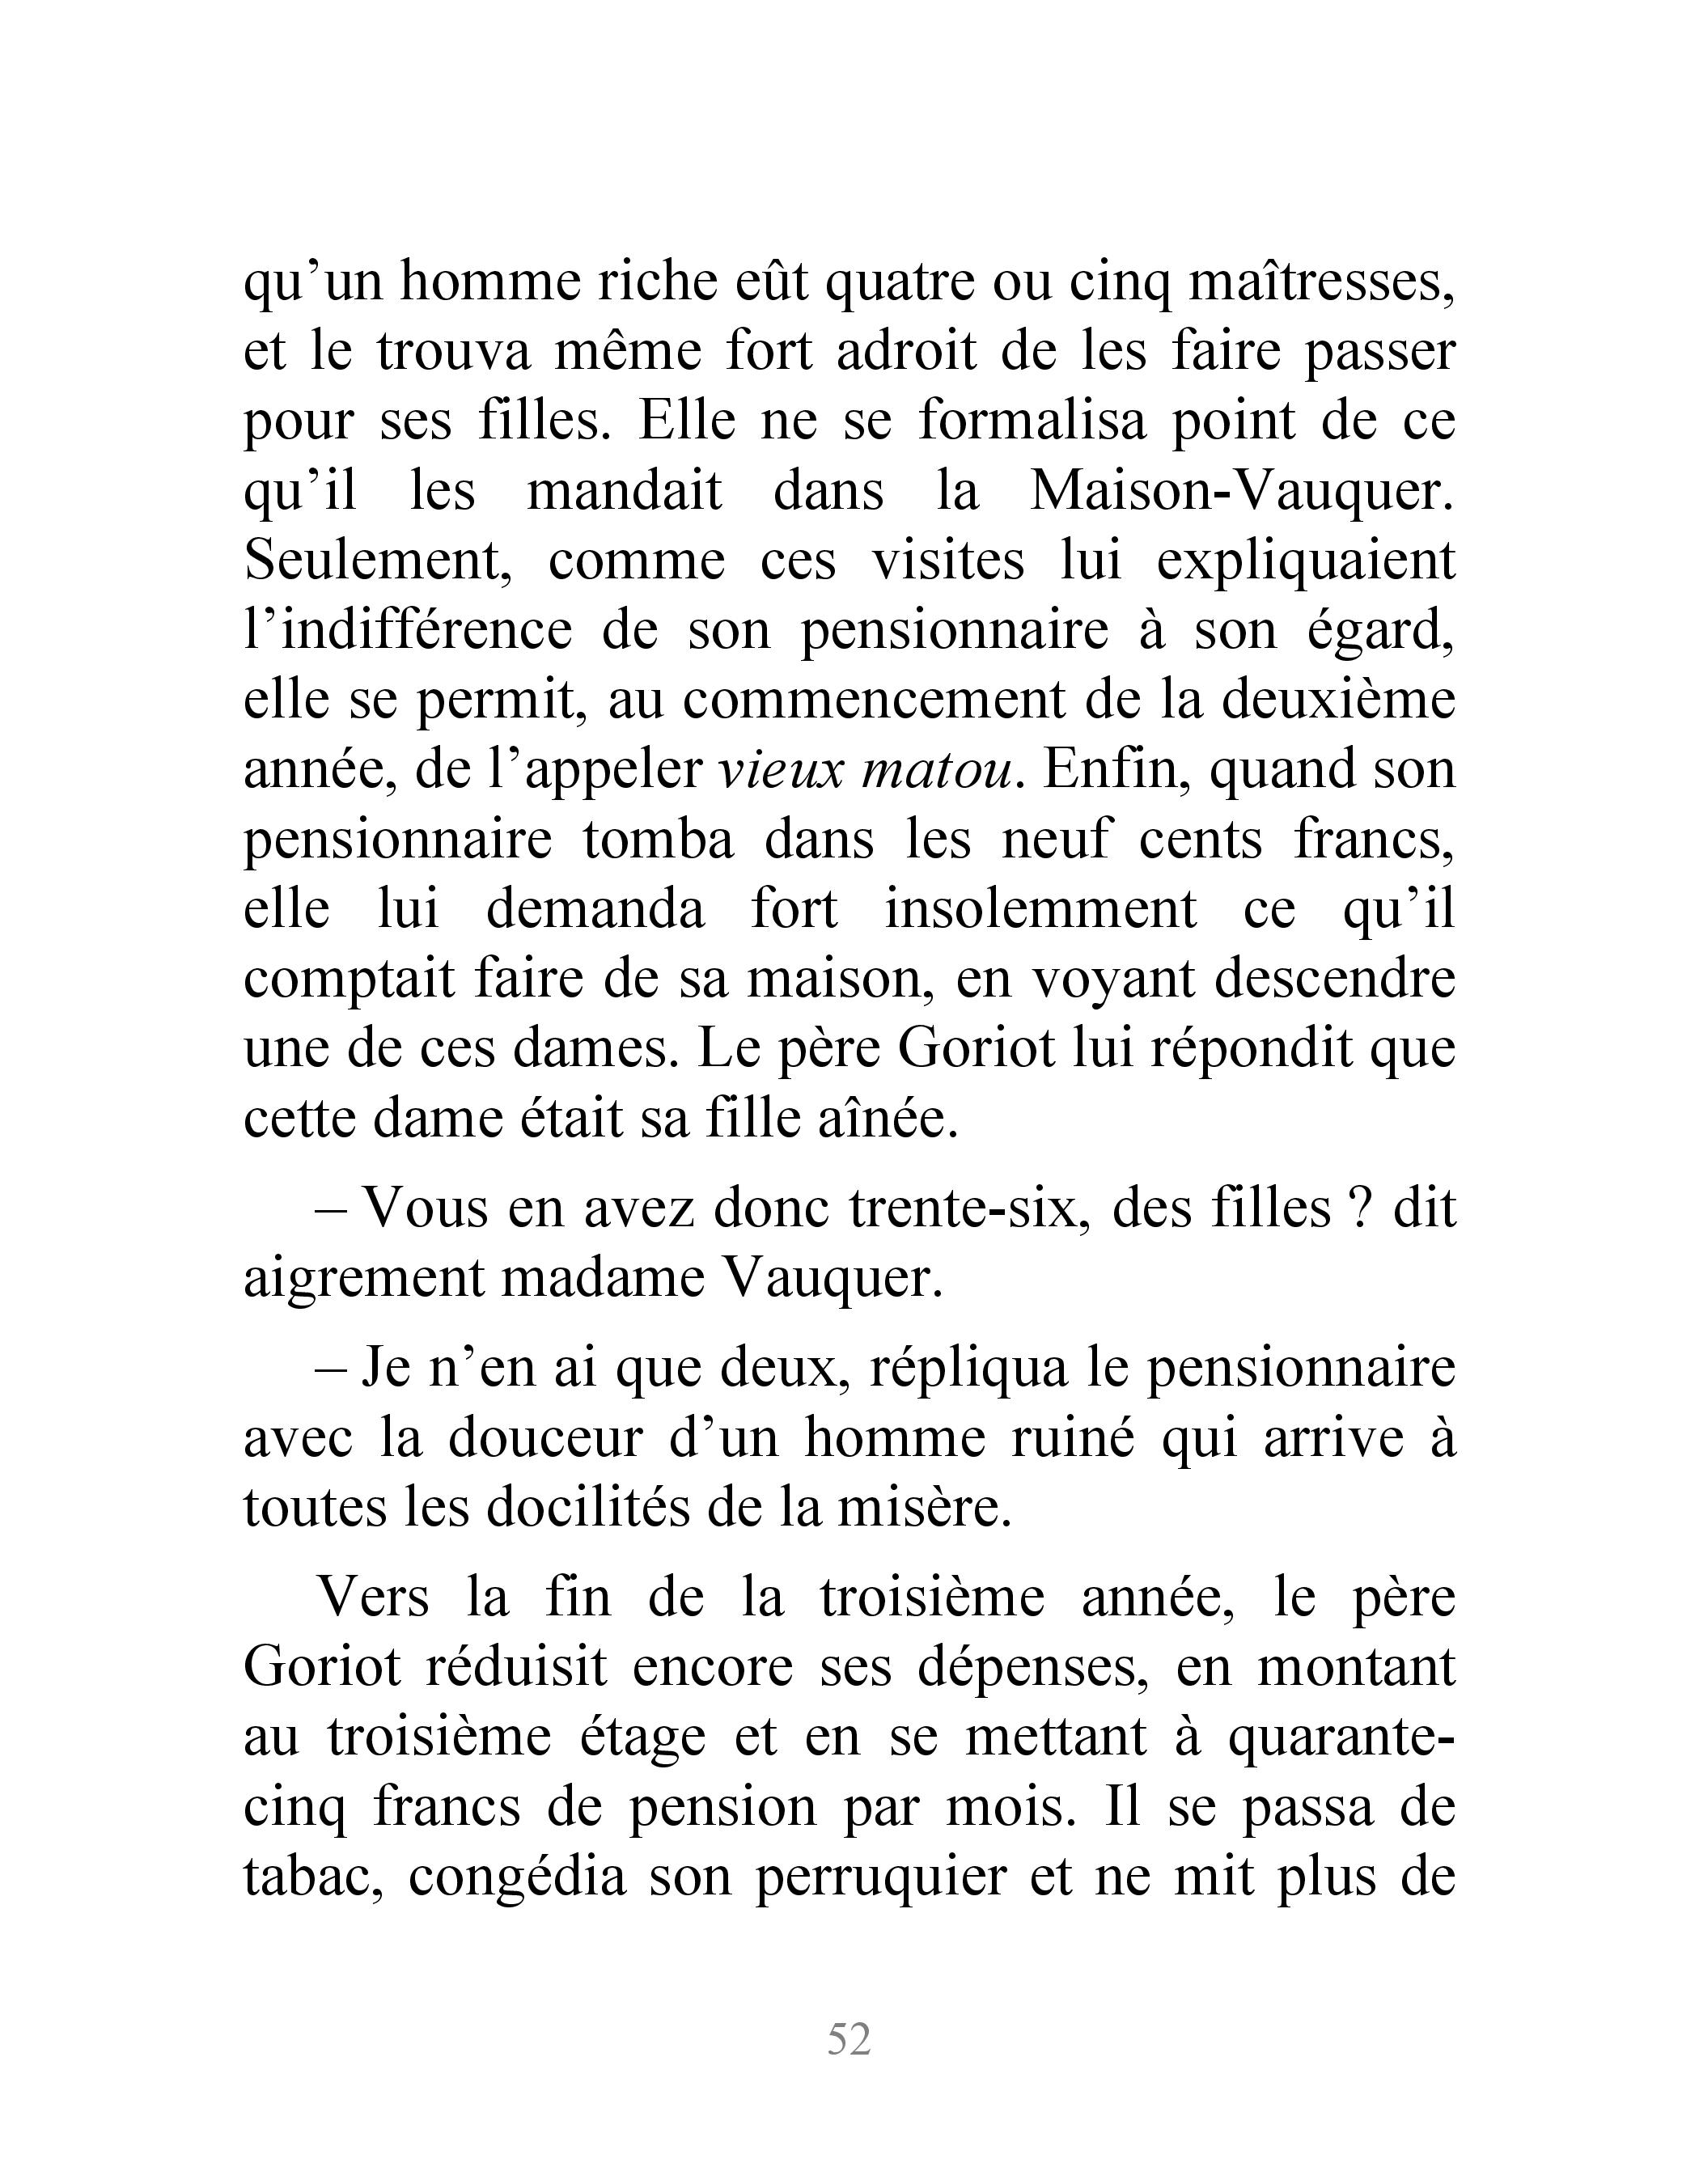 qu’un homme riche eût quatre ou cinq maîtresses,
et le trouva même fort adroit de les faire passer
pour ses filles. Elle ne se formalisa point de ce
qu’il les mandait dans la Maison-Vauquer.
Seulement, comme ces visites lui expliquaient
l’indifférence de son pensionnaire à son égard,
elle se permit, au commencement de la deuxième
année, de l’appeler vieux matou. Enfin, quand son
pensionnaire tomba dans les neuf cents francs,
elle lui demanda fort insolemment ce qu’il
comptait faire de sa maison, en voyant descendre
une de ces dames. Le père Goriot lui répondit que
cette dame était sa fille aînée.
– Vous en avez donc trente-six, des filles ? dit
aigrement madame Vauquer.
– Je n’en ai que deux, répliqua le pensionnaire
avec la douceur d’un homme ruiné qui arrive à
toutes les docilités de la misère.
Vers la fin de la troisième année, le père
Goriot réduisit encore ses dépenses, en montant
au troisième étage et en se mettant à quarante-
cinq francs de pension par mois. Il se passa de
tabac, congédia son perruquier et ne mit plus de
52